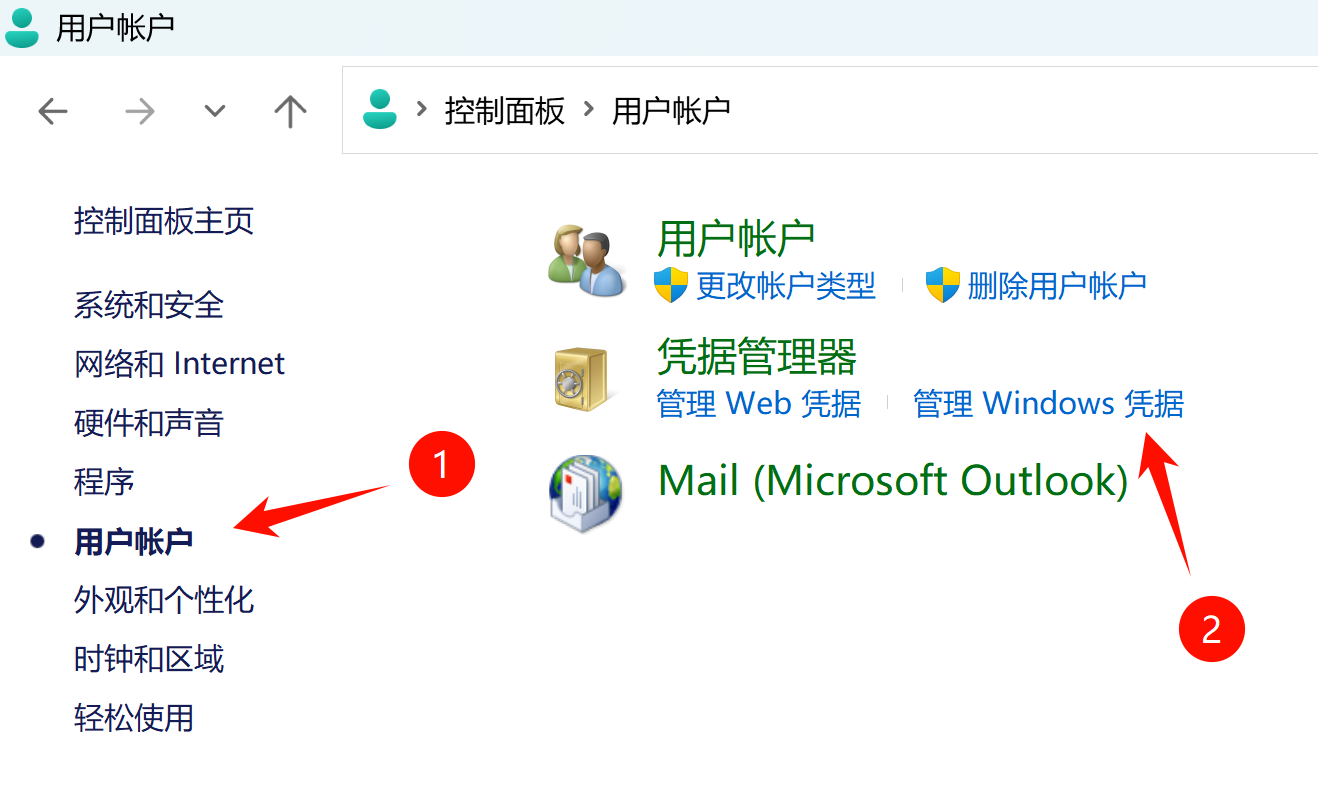 用户帐户
控制面板 > 用户帐户
控制面板主页
系统和安全
网络和 Internet
硬件和声音
程序
用户帐户
外观和个性化
时钟和区域
轻松使用
用户帐户
更改帐户类型
删除用户帐户
凭据管理器
管理 Web 凭据
管理 Windows 凭据
Mail (Microsoft Outlook)
1
2